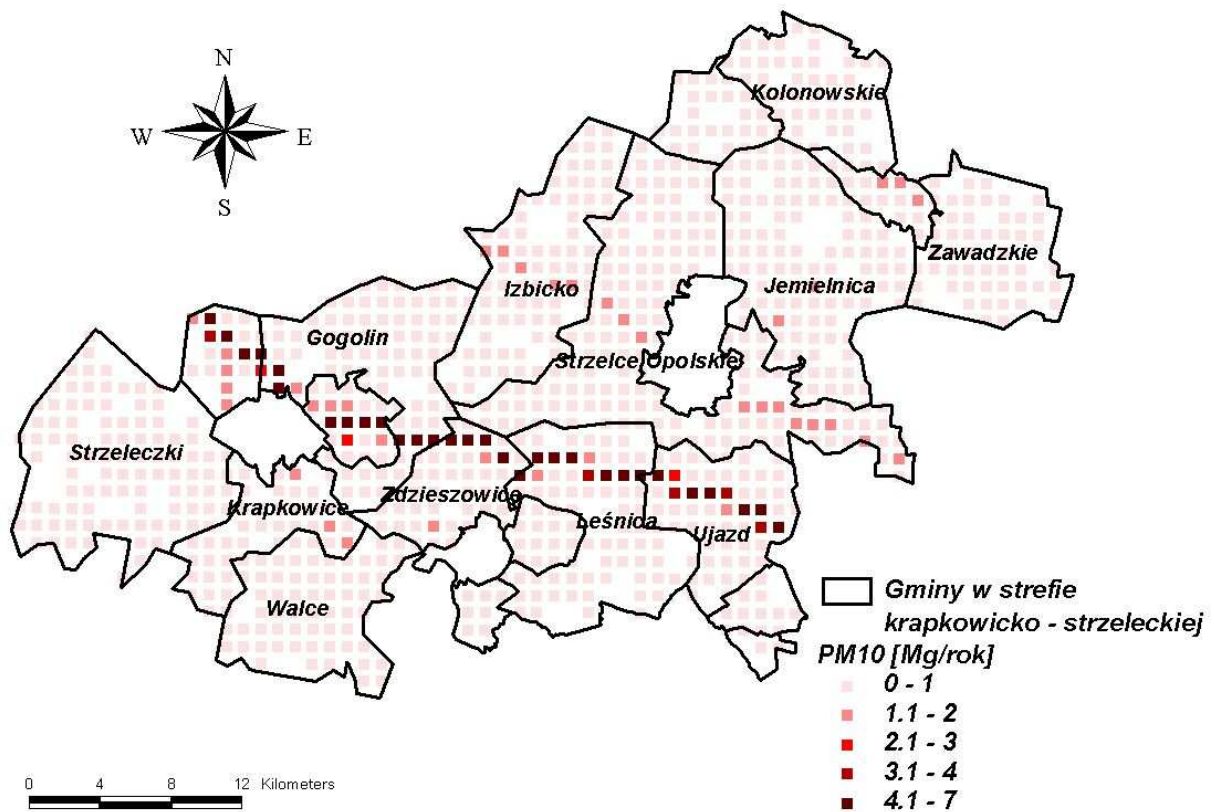 N
W E
S
Kolonowskie
Zawadzkie
Izbicko
Jemielnica
Gogolin
Strzelce Opolskie
Strzeleczki
Zdzieszowice
Krapkowice
Leśnica
Ujazd
Walce
Gminy w strefie
krapkowicko - strzeleckiej
PM10 [Mg/rok]
0 - 1
1.1 - 2
2.1 - 3
3.1 - 4
4.1 - 7
0 4 8 12 Kilometers